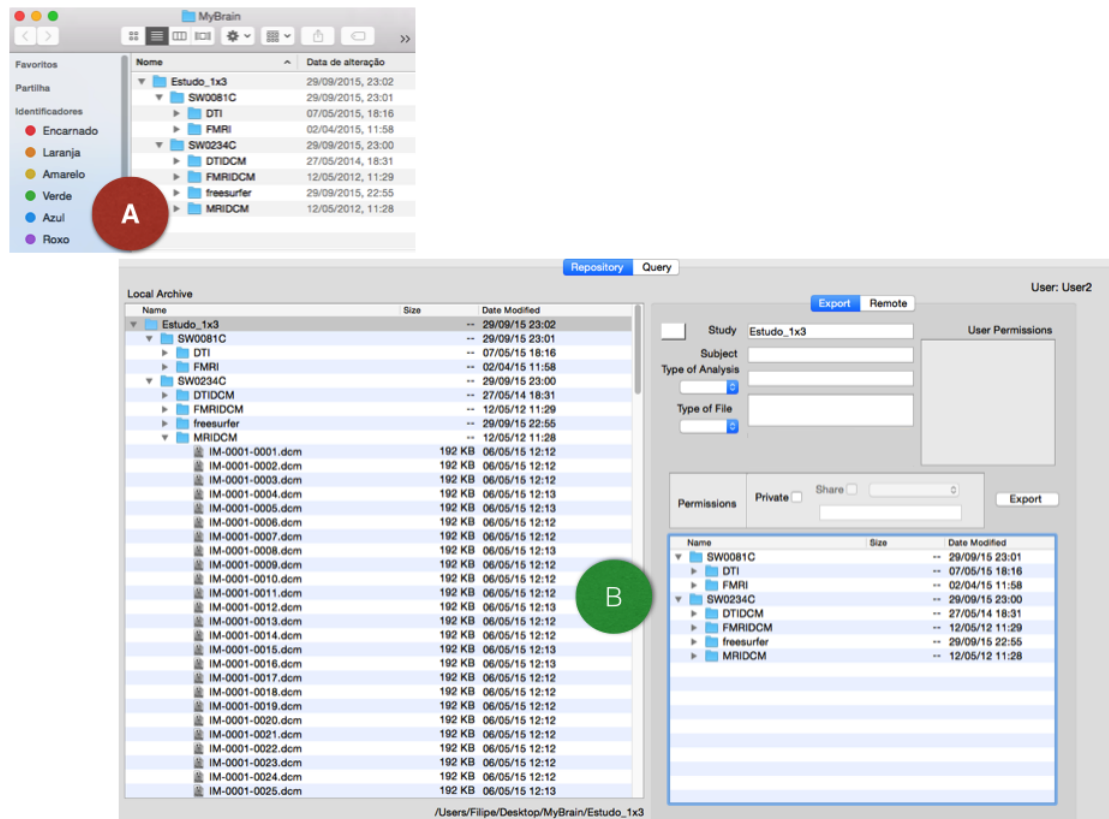 MyBrain
Favoritos
Partilha
Identificadores
Encarnado
Laranja
Amarelo
Verde
Azul
Roxo
Nome Data de alteração
Estudo_1x3 29/09/2015, 23:02
SW0081C 29/09/2015, 23:01
DTI 07/05/2015, 18:16
FMRI 02/04/2015, 11:58
SW0234C 29/09/2015, 23:00
DTIDCM 27/05/2014, 18:31
FMRIDCM 12/05/2012, 11:29
freesurfer 29/09/2015, 22:55
MRIDCM 12/05/2012, 11:28
A
Repository Query
User: User2
Local Archive
Name Size Date Modified
Estudo_1x3 -- 29/09/15 23:02
SW0081C -- 29/09/15 23:01
DTI -- 07/05/15 18:16
FMRI -- 02/04/15 11:58
SW0234C -- 29/09/15 23:00
DTIDCM -- 27/05/14 18:31
FMRIDCM -- 12/05/12 11:29
freesurfer -- 29/09/15 22:55
MRIDCM -- 12/05/12 11:28
IM-0001-0001.dcm 192 KB 06/05/15 12:12
IM-0001-0002.dcm 192 KB 06/05/15 12:12
IM-0001-0003.dcm 192 KB 06/05/15 12:12
IM-0001-0004.dcm 192 KB 06/05/15 12:13
IM-0001-0005.dcm 192 KB 06/05/15 12:13
IM-0001-0006.dcm 192 KB 06/05/15 12:12
IM-0001-0007.dcm 192 KB 06/05/15 12:12
IM-0001-0008.dcm 192 KB 06/05/15 12:13
IM-0001-0009.dcm 192 KB 06/05/15 12:12
IM-0001-0010.dcm 192 KB 06/05/15 12:12
IM-0001-0011.dcm 192 KB 06/05/15 12:12
IM-0001-0012.dcm 192 KB 06/05/15 12:13
IM-0001-0013.dcm 192 KB 06/05/15 12:12
IM-0001-0014.dcm 192 KB 06/05/15 12:12
IM-0001-0015.dcm 192 KB 06/05/15 12:13
IM-0001-0016.dcm 192 KB 06/05/15 12:13
IM-0001-0017.dcm 192 KB 06/05/15 12:12
IM-0001-0018.dcm 192 KB 06/05/15 12:12
IM-0001-0019.dcm 192 KB 06/05/15 12:12
IM-0001-0020.dcm 192 KB 06/05/15 12:12
IM-0001-0021.dcm 192 KB 06/05/15 12:12
IM-0001-0022.dcm 192 KB 06/05/15 12:12
IM-0001-0023.dcm 192 KB 06/05/15 12:12
IM-0001-0024.dcm 192 KB 06/05/15 12:12
IM-0001-0025.dcm 192 KB 06/05/15 12:13
/Users/Filipe/Desktop/MyBrain/Estudo_1x3
Export Remote
Study Estudo_1x3
User Permissions
Subject
Type of Analysis
Type of File
Permissions Private Share
Export
B
Name Size Date Modified
SW0081C -- 29/09/15 23:01
DTI -- 07/05/15 18:16
FMRI -- 02/04/15 11:58
SW0234C -- 29/09/15 23:00
DTIDCM -- 27/05/14 18:31
FMRIDCM -- 12/05/12 11:29
freesurfer -- 29/09/15 22:55
MRIDCM -- 12/05/12 11:28